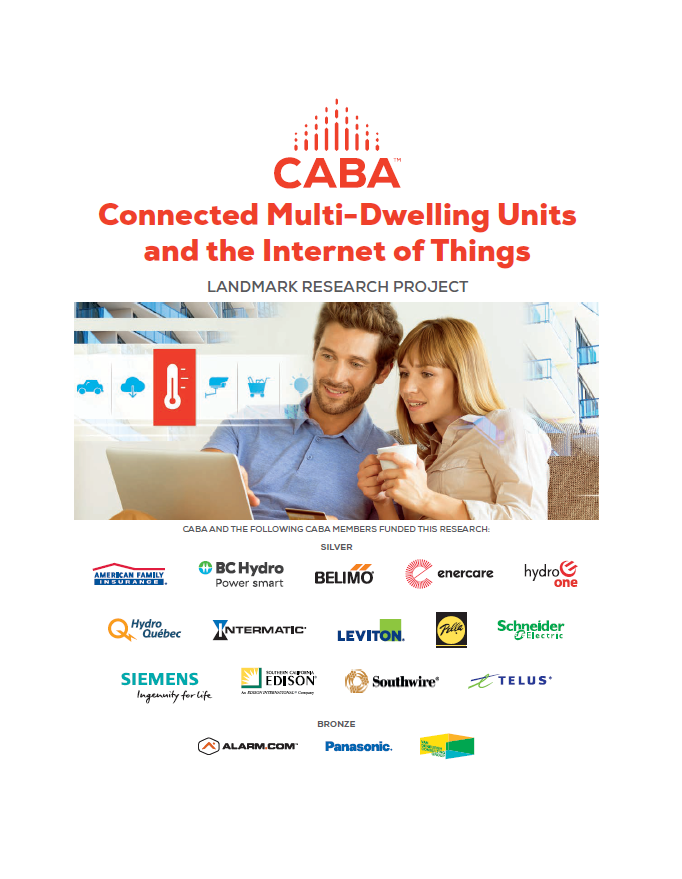 CABA™
Connected Multi-Dwelling Units
and the Internet of Things
LANDMARK RESEARCH PROJECT
CABA AND THE FOLLOWING CABA MEMBERS FUNDED THIS RESEARCH:
SILVER
AMERICAN FAMILY
INSURANCE®
BC Hydro
Power smart
BELIMO®
enercare
hydro
one
Hydro
Québec
INTERMATIC®
LEVITON®
Pella
Schneider
Electric
SIEMENS
Ingenuity for life
SOUTHERN CALIFORNIA
EDISON®
An EDISON INTERNATIONAL® Company
Southwire®
TELUS®
BRONZE
ALARM.COM™
Panasonic®